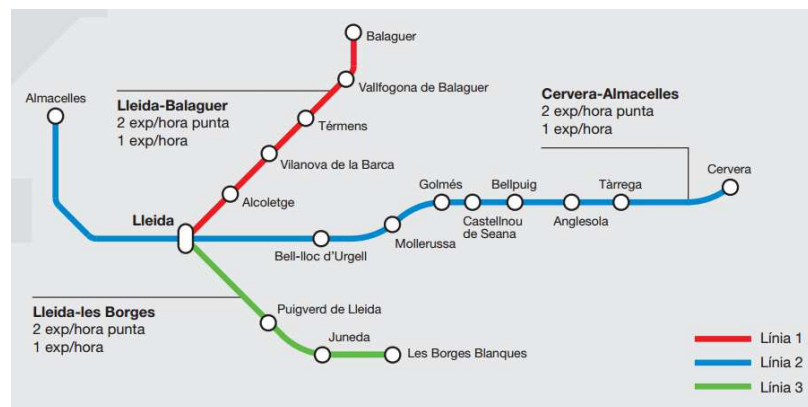 Balaguer
Vallfogona de Balaguer
Almacelles
Lleida-Balaguer
2 exp/hora punta
1 exp/hora
Cervera-Almacelles
2 exp/hora punta
1 exp/hora
Térmens
Vilanova de la Barca
Alcoletge
Golmés
Bellpuig
Tàrrega
Cervera
Lleida
Castellnou
de Seana
Anglesola
Mollerussa
Bell-lloc d'Urgell
Lleida-les Borges
2 exp/hora punta
1 exp/hora
Puigverd de Lleida
Juneda
Les Borges Blanques
Línia 1
Línia 2
Línia 3